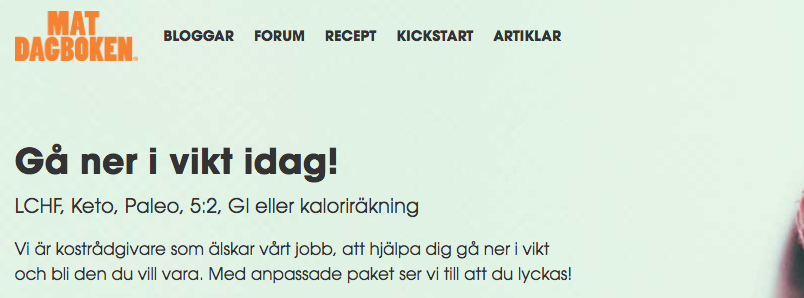 MAT
DAGBOKEN
BLOGGAR FORUM RECEPT KICKSTART ARTIKLAR
Gå ner i vikt idag!
LCHF, Keto, Paleo, 5:2, GI eller kaloriräkning
Vi är kostrådgivare som äiskar vårt jobb, att hjälpa dig gå ner i vikt
och bli den du vill vara. Med anpassade paket ser vi till att du lyckas!